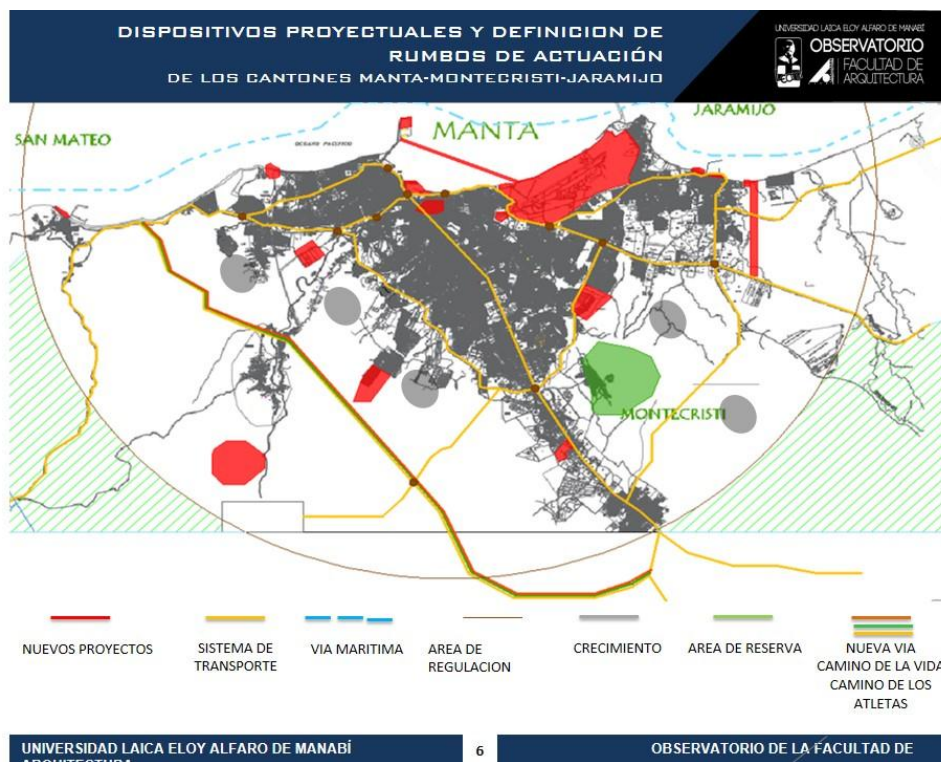 DISPOSITIVOS PROYECTUALES Y DEFINICION DE
RUMBOS DE ACTUACIÓN
DE LOS CANTONES MANTA-MONTECRISTI-JARAMIJO
UNIVERSIDAD LAICA ELOY ALFARO DE MANABÍ
OBSERVATORIO
FACULTAD DE
ARQUITECTURA
SAN MATEO
OCEANO PACIFICO
MANTA
JARAMIJO
MONTECRISTI
NUEVOS PROYECTOS
SISTEMA DE
TRANSPORTE
VIA MARITIMA
AREA DE
REGULACION
CRECIMIENTO
AREA DE RESERVA
NUEVA VIA
CAMINO DE LA VIDA
CAMINO DE LOS
ATLETAS
UNIVERSIDAD LAICA ELOY ALFARO DE MANABÍ
ARQUITECTURA
6
OBSERVATORIO DE LA FACULTAD DE